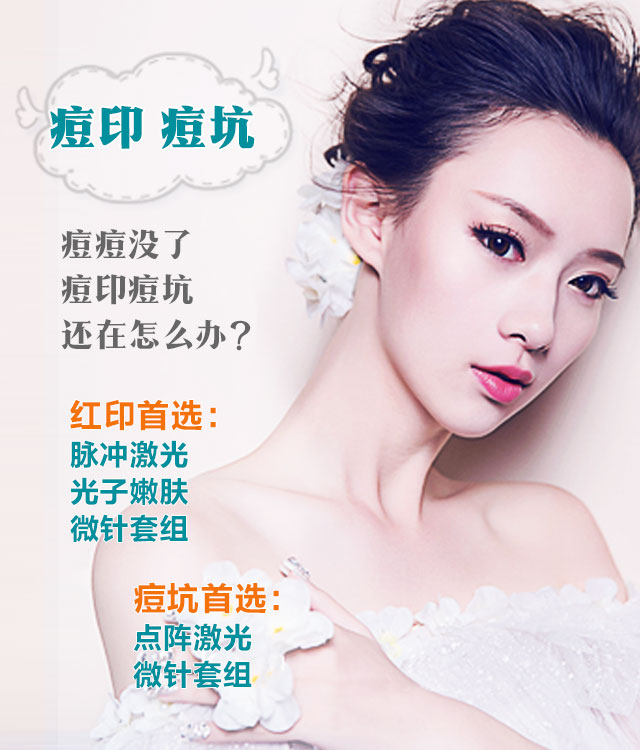 痘印 痘坑
痘痘没了
痘印痘坑
还在怎么办?
红印首选:
脉冲激光
光子嫩肤
微针套组
痘坑首选:
点阵激光
微针套组